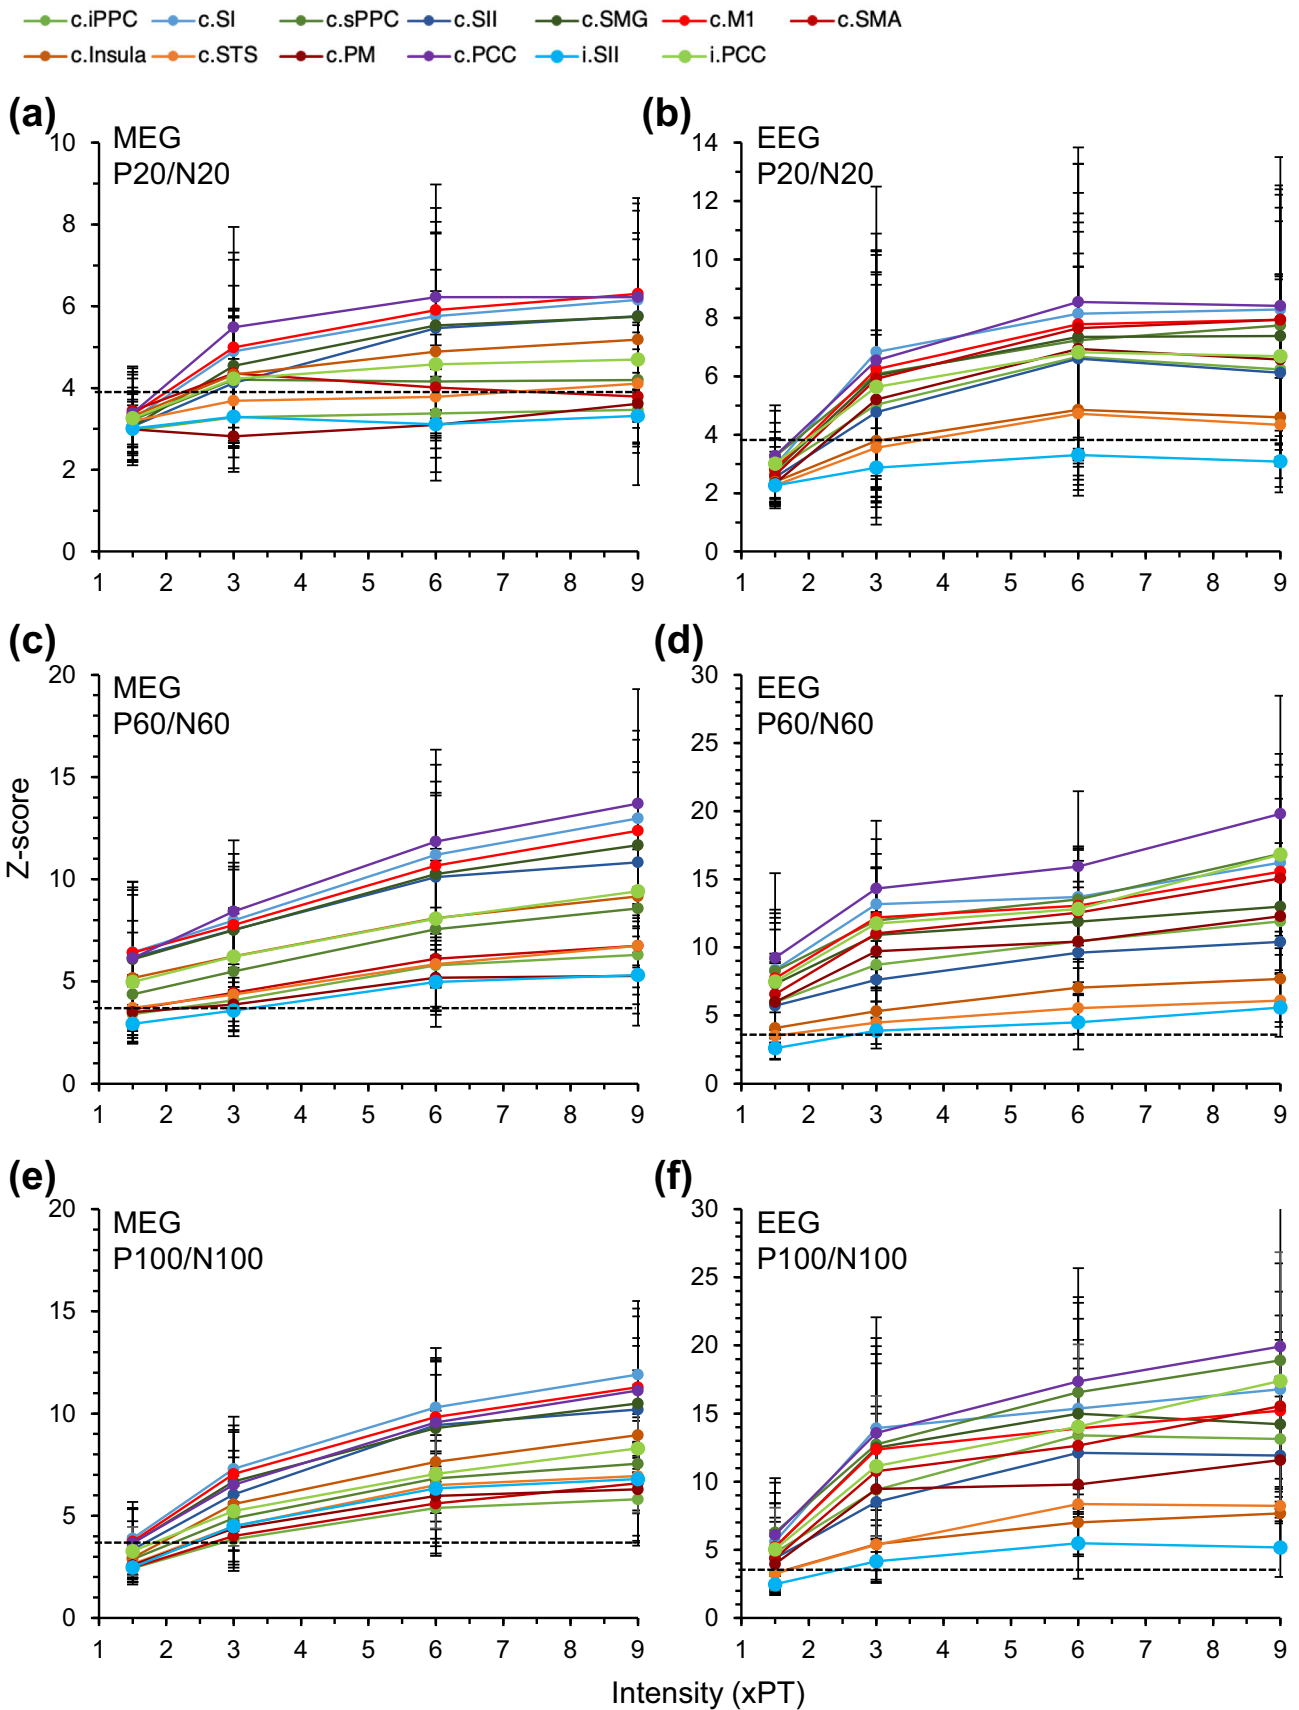 c.iPPC c.SI c.sPPC c.SII c.SMG c.M1 c.SMA
c.Insula c.STS c.PM c.PCC i.SII i.PCC
(a)
MEG
P20/N20
10
8
6
4
2
0
1 2 3 4 5 6 7 8 9
(b)
EEG
P20/N20
14
12
10
8
6
4
2
0
1 2 3 4 5 6 7 8 9
(c)
MEG
P60/N60
20
15
10
5
0
1 2 3 4 5 6 7 8 9
(d)
EEG
P60/N60
30
25
20
15
10
5
0
1 2 3 4 5 6 7 8 9
Z-score
(e)
MEG
P100/N100
20
15
10
5
0
1 2 3 4 5 6 7 8 9
(f)
EEG
P100/N100
30
25
20
15
10
5
0
1 2 3 4 5 6 7 8 9
Intensity (xPT)